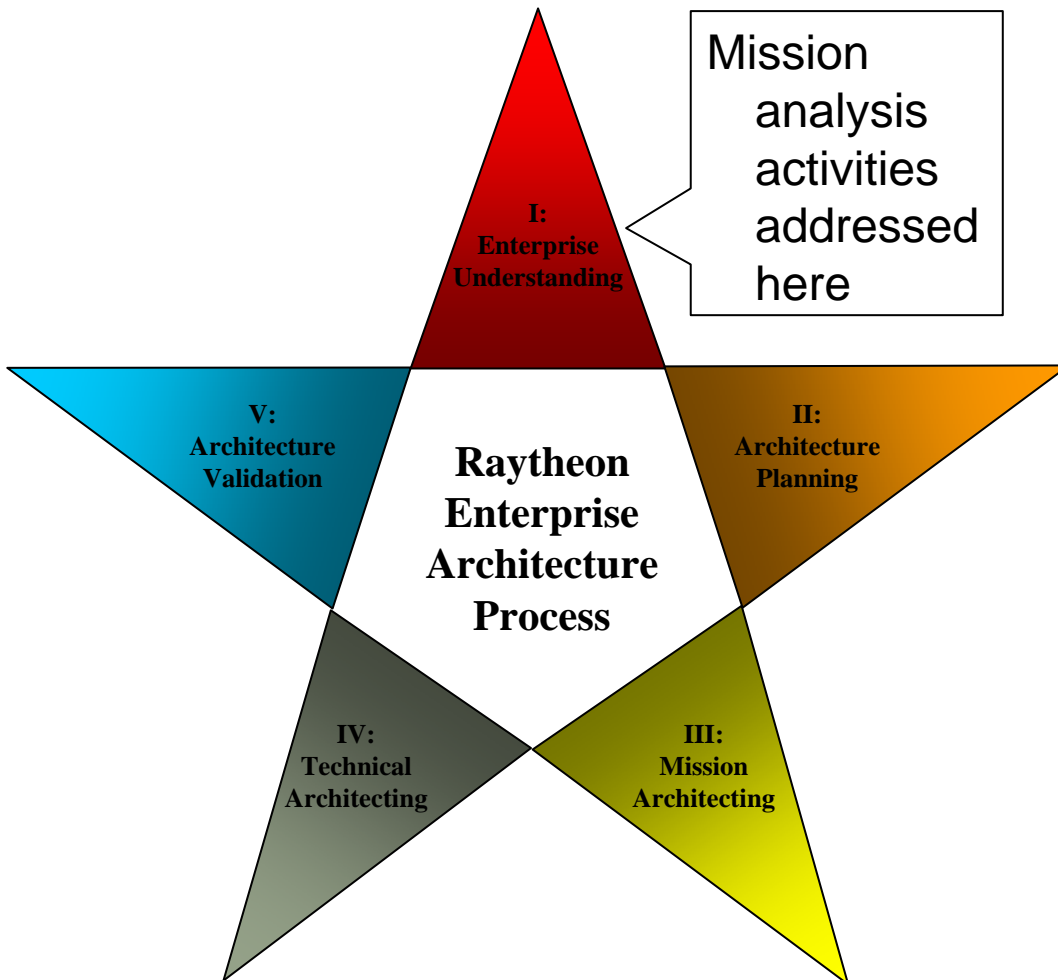 Mission
analysis
activities
addressed
here
I:
Enterprise
Understanding
V:
Architecture
Validation
Raytheon
Enterprise
Architecture
Process
II:
Architecture
Planning
IV:
Technical
Architecting
III:
Mission
Architecting